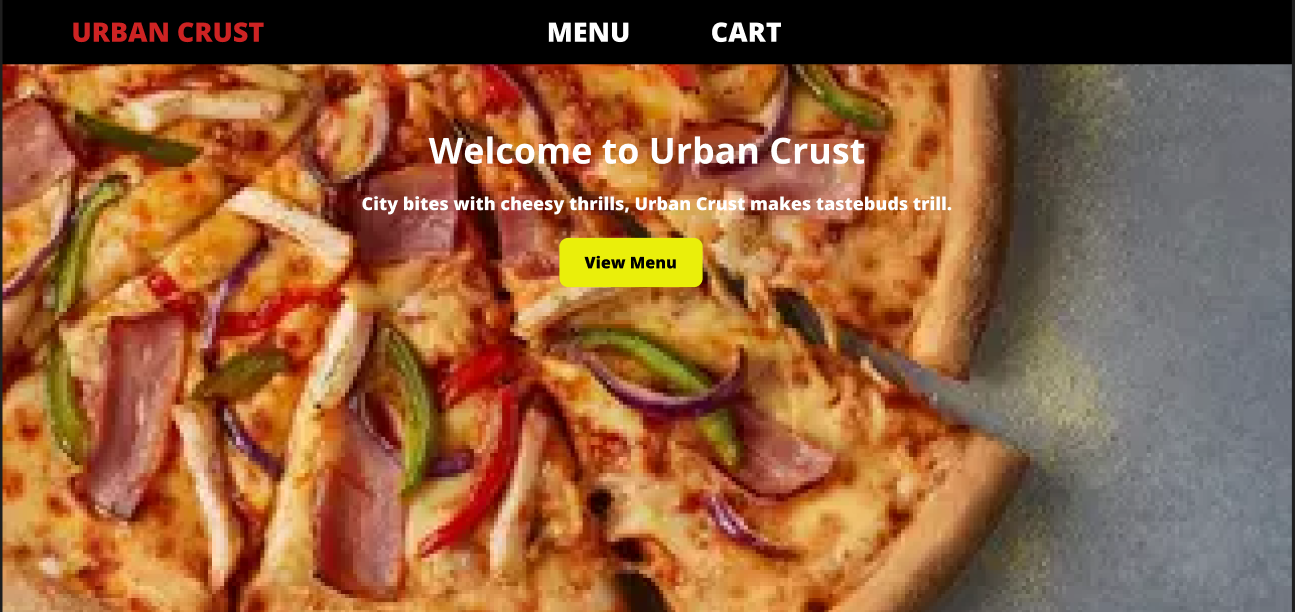 URBAN CRUST MENU CART
Welcome to Urban Crust
City bites with cheesy thrills, Urban Crust makes tastebuds trill.
View Menu